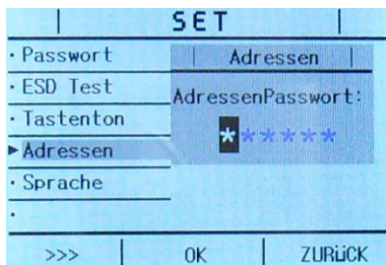 SET
· Passwort
· ESD Test
· Tastenton
▶ Adressen
· Sprache
·
Adressen
AdressenPasswort:
******
>>> OK ZURüCK